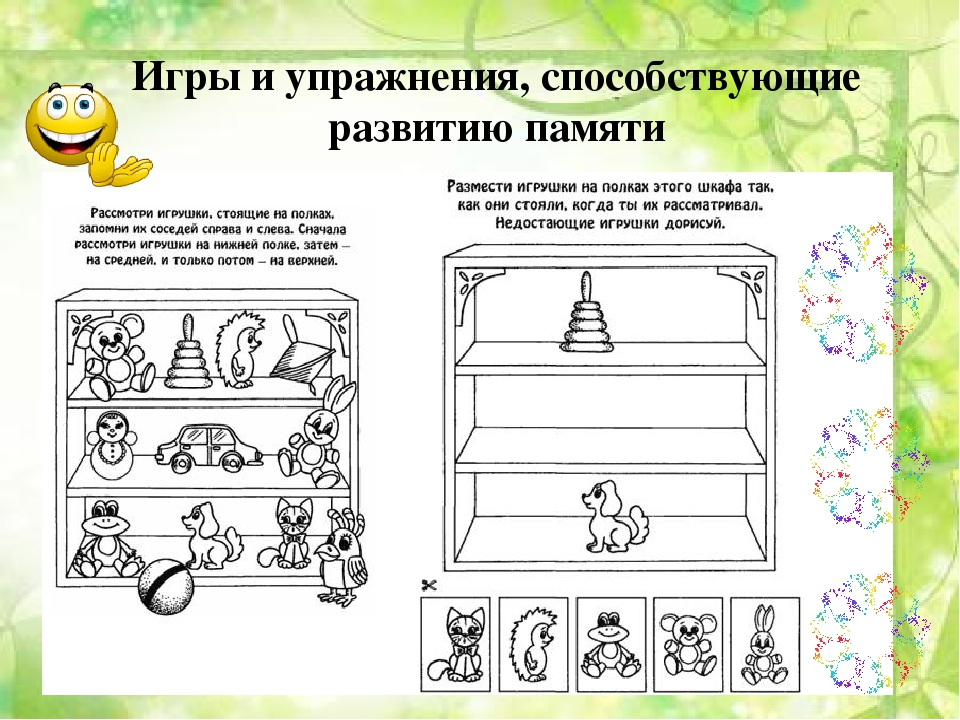 Игры и упражнения, способствующие
развитию памяти
Рассмотри игрушки, стоящие на полках,
запомни их соседей справа и слева. Сначала
рассмотри игрушки на нижней полке, затем –
на средней, и только потом – на верхней.
Размести игрушки на полках этого шкафа так,
как они стояли, когда ты их рассматривал.
Недостающие игрушки дорисуй.